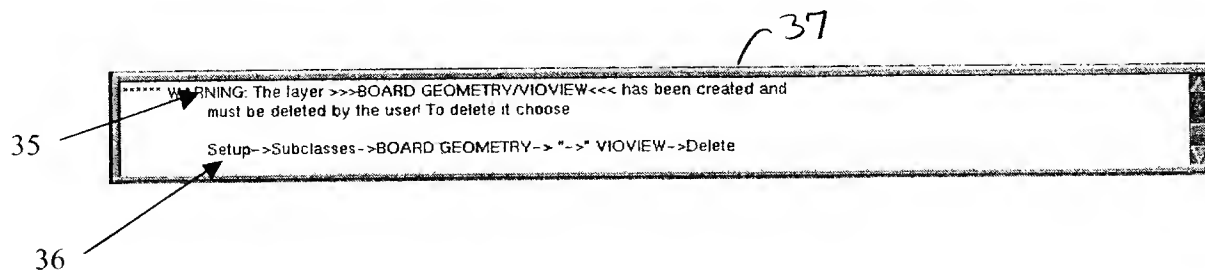 37
****** WARNING: The layer >>>BOARD GEOMETRY/VIOVIEW<<< has been created and
must be deleted by the user! To delete it choose
35
Setup->Subclasses->BOARD GEOMETRY-> "->" VIOVIEW->Delete
36